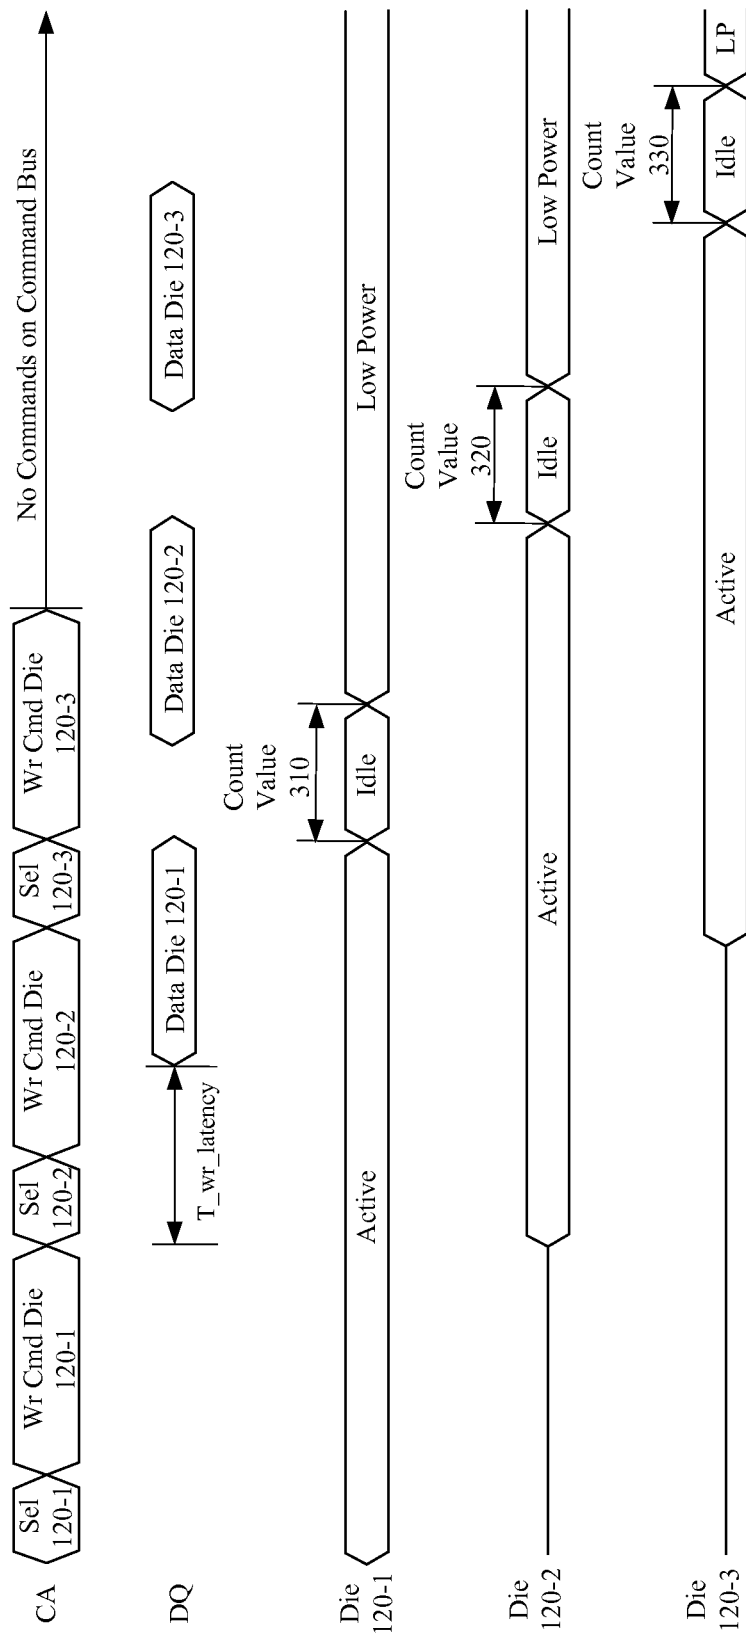 CA
Sel
120-1
Wr Cmd Die
120-1
Sel
120-2
Wr Cmd Die
120-2
Sel
120-3
Wr Cmd Die
120-3
No Commands on Command Bus
DQ
T_wr_latency
Data Die 120-1
Data Die 120-2
Data Die 120-3
Die
120-1
Active
Count
Value
310
Idle
Low Power
Die
120-2
Active
Count
Value
320
Idle
Low Power
Die
120-3
Active
Count
Value
330
Idle
LP